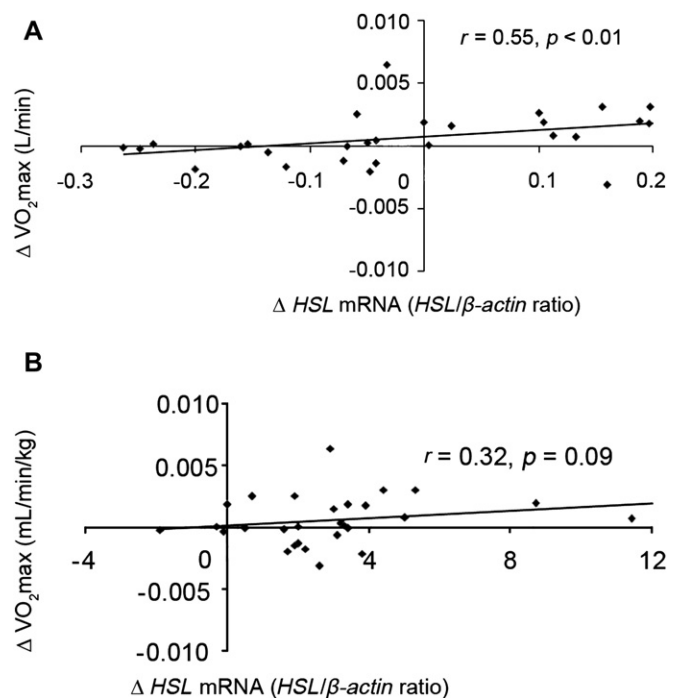 A
0.010
r = 0.55, p < 0.01
0.005
Δ VO2max (L/min)
-0.3 -0.2 -0.1 0 0.1 0.2
-0.005
-0.010
Δ HSL mRNA (HSL/β-actin ratio)
B
0.010
r = 0.32, p = 0.09
0.005
Δ VO2max (mL/min/kg)
-4 0 4 8 12
-0.005
-0.010
Δ HSL mRNA (HSL/β-actin ratio)